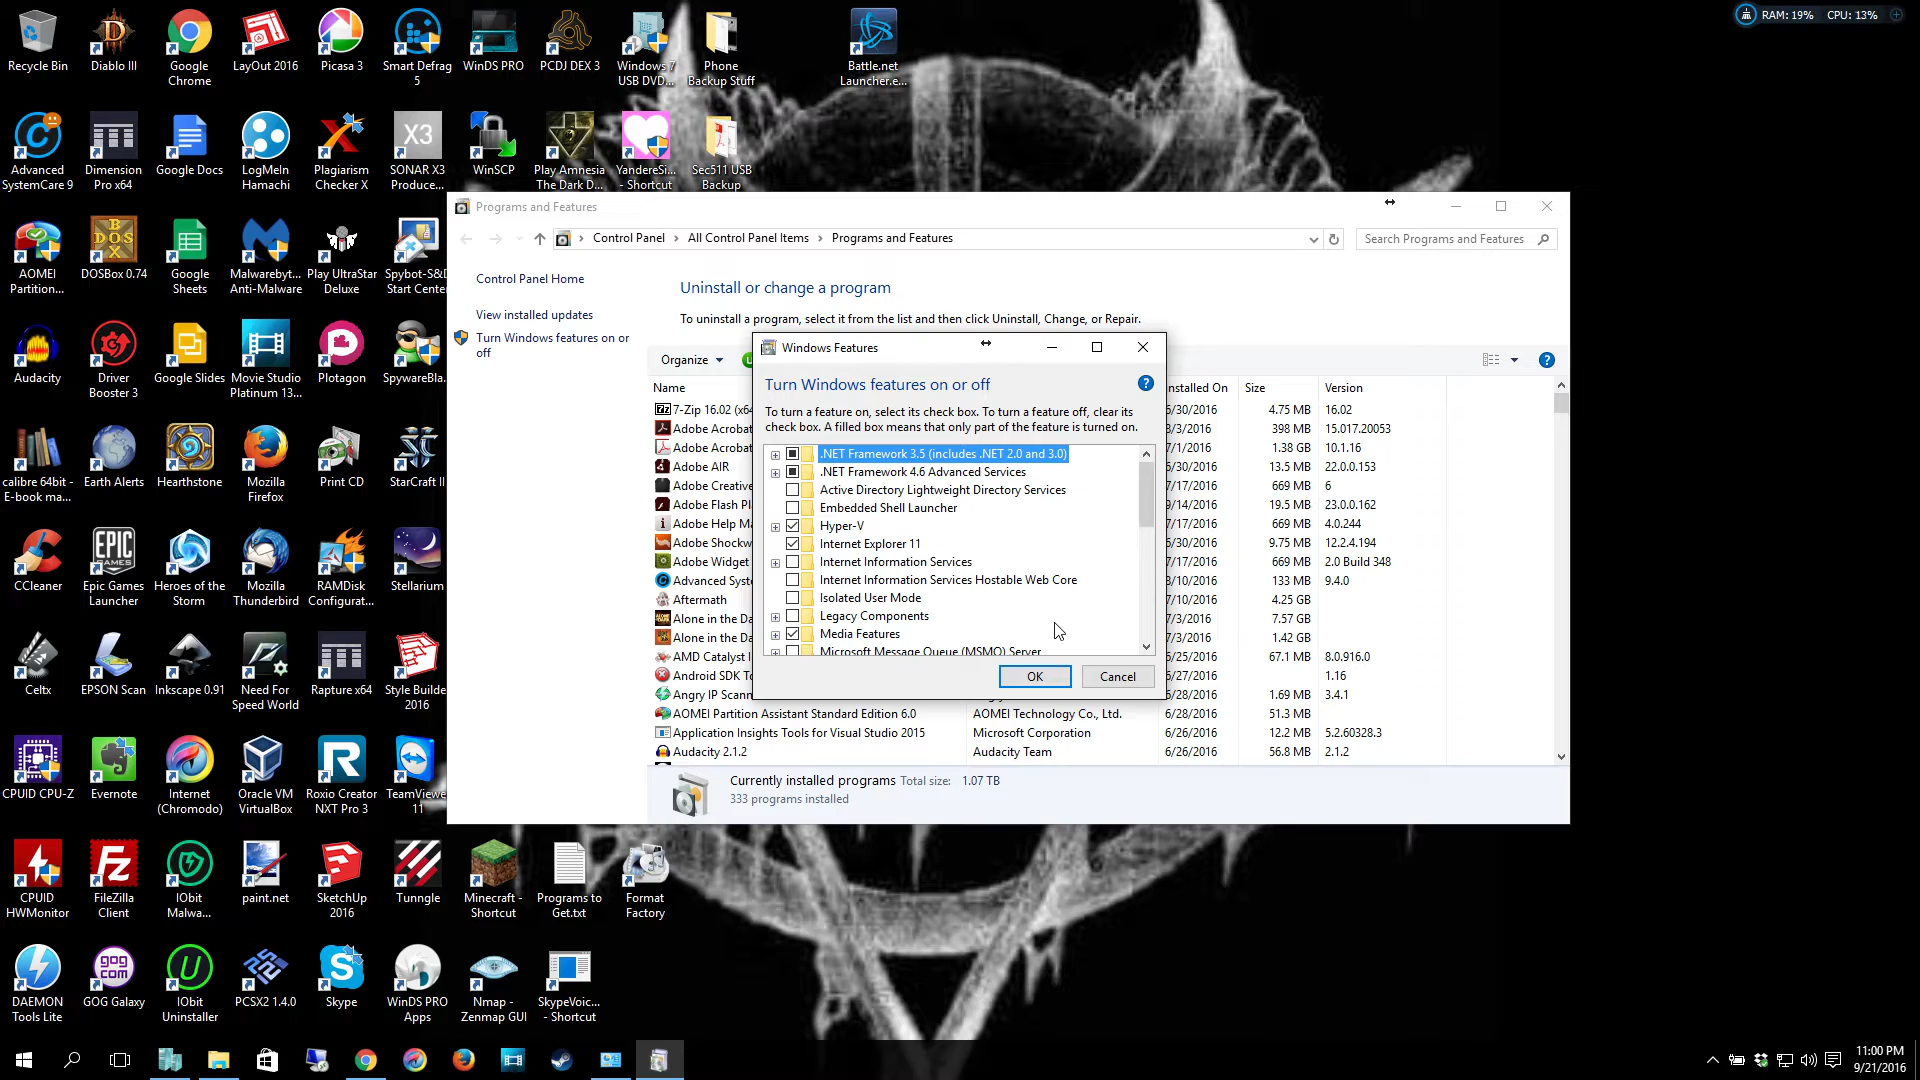 RAM: 19% CPU: 13%
Recycle Bin
Diablo III
Google
Chrome
LayOut 2016
Picasa 3
Smart Defrag
5
WinDS PRO
PCDJ DEX 3
Windows 7
USB DVD...
Phone
Backup Stuff
Battle.net
Launcher.e...
Advanced
SystemCare 9
Dimension
Pro x64
Google Docs
LogMeIn
Hamachi
Plagiarism
Checker X
X3
SONAR X3
Produce...
WinSCP
Play Amnesia
The Dark D...
YandereSi...
- Shortcut
Sec511 USB
Backup
AOMEI
Partition...
DOSBox 0.74
Google
Sheets
Malwarebyt...
Anti-Malware
Play UltraStar
Deluxe
Spybot-S&D
Start Center
Audacity
Driver
Booster 3
Google Slides
Movie Studio
Platinum 13...
Plotagon
SpywareBla...
calibre 64bit -
E-book ma...
Earth Alerts
Hearthstone
Mozilla
Firefox
Print CD
StarCraft II
CCleaner
Epic Games
Launcher
Heroes of the
Storm
Mozilla
Thunderbird
RAMDisk
Configurat...
Stellarium
Celtx
EPSON Scan
Inkscape 0.91
Need For
Speed World
Rapture x64
Style Builder
2016
CPUID CPU-Z
Evernote
Internet
(Chromodo)
Oracle VM
VirtualBox
Roxio Creator
NXT Pro 3
TeamViewer
11
CPUID
HWMonitor
FileZilla
Client
IObit
Malwa...
paint.net
SketchUp
2016
Tunngle
Minecraft -
Shortcut
Programs to
Get.txt
Format
Factory
DAEMON
Tools Lite
GOG Galaxy
IObit
Uninstaller
PCSX2 1.4.0
Skype
WinDS PRO
Apps
Nmap -
Zenmap GUI
SkypeVoic...
- Shortcut
Programs and Features
Control Panel > All Control Panel Items > Programs and Features
Search Programs and Features
Control Panel Home
View installed updates
Turn Windows features on or
off
Uninstall or change a program
To uninstall a program, select it from the list and then click Uninstall, Change, or Repair.
Organize
Name nstalled On Size Version
7-Zip 16.02 (x64 6/30/2016 4.75 MB 16.02
Adobe Acrobat 7/3/2016 398 MB 15.017.20053
Adobe Acrobat 7/1/2016 1.38 GB 10.1.16
Adobe AIR 6/26/2016 13.5 MB 22.0.0.153
Adobe Creative 7/17/2016 669 MB 6
Adobe Flash Pl 9/14/2016 19.5 MB 23.0.0.162
Adobe Help Ma 7/17/2016 669 MB 4.0.244
Adobe Shockw 6/30/2016 9.75 MB 12.2.4.194
Adobe Widget 7/17/2016 669 MB 2.0 Build 348
Advanced Syste 8/10/2016 133 MB 9.4.0
Aftermath 7/10/2016 4.25 GB
Alone in the Da 7/3/2016 7.57 GB
Alone in the Da 7/3/2016 1.42 GB
AMD Catalyst I 6/25/2016 67.1 MB 8.0.916.0
Android SDK To 6/27/2016 1.16
Angry IP Scann 6/28/2016 1.69 MB 3.4.1
AOMEI Partition Assistant Standard Edition 6.0 AOMEI Technology Co., Ltd. 6/28/2016 51.3 MB
Application Insights Tools for Visual Studio 2015 Microsoft Corporation 6/26/2016 12.2 MB 5.2.60328.3
Audacity 2.1.2 Audacity Team 6/26/2016 56.8 MB 2.1.2
Currently installed programs Total size: 1.07 TB
333 programs installed
Windows Features
Turn Windows features on or off
To turn a feature on, select its check box. To turn a feature off, clear its
check box. A filled box means that only part of the feature is turned on.
.NET Framework 3.5 (includes .NET 2.0 and 3.0)
.NET Framework 4.6 Advanced Services
Active Directory Lightweight Directory Services
Embedded Shell Launcher
Hyper-V
Internet Explorer 11
Internet Information Services
Internet Information Services Hostable Web Core
Isolated User Mode
Legacy Components
Media Features
Microsoft Message Queue (MSMQ) Server
OK Cancel
11:00 PM
9/21/2016